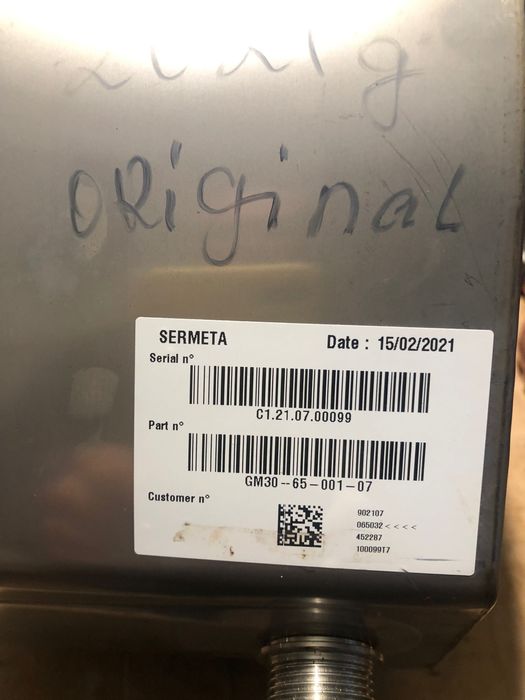 ORiginal
SERMETA
Date : 15/02/2021
Serial n°
C1.21.07.00099
Part n°
GM30--65-001-07
Customer n°
902107
065032 < < < <
452287
10009917